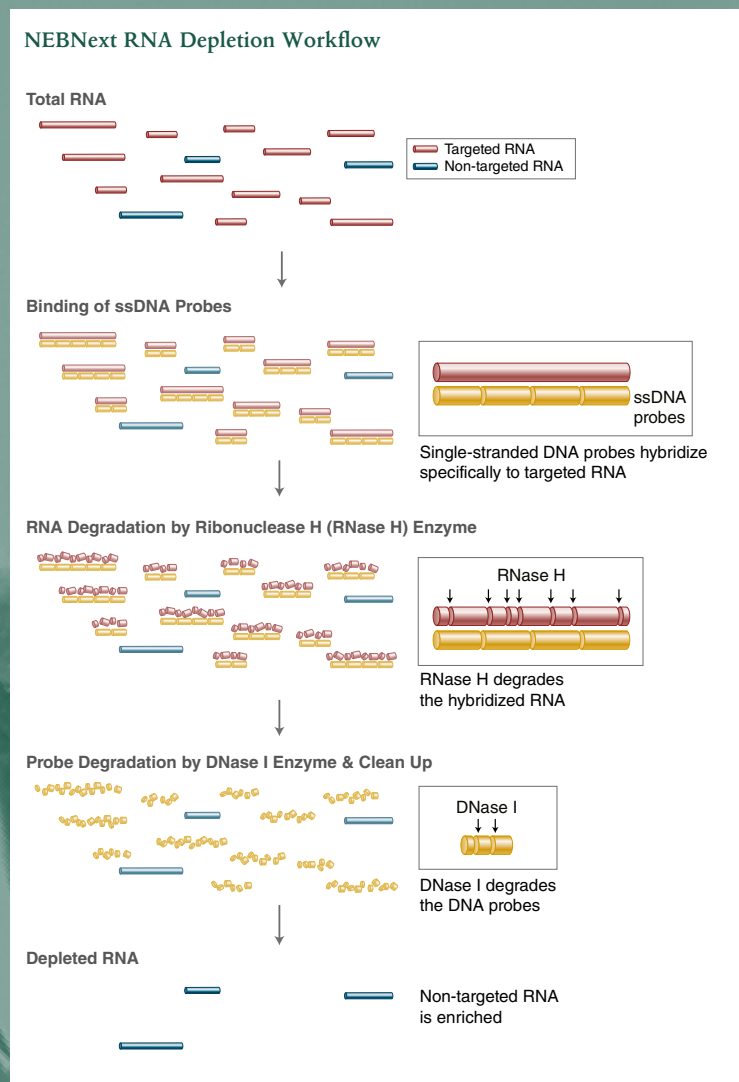 NEBNext RNA Depletion Workflow
Total RNA
Targeted RNA
Non-targeted RNA
Binding of ssDNA Probes
ssDNA
probes
Single-stranded DNA probes hybridize
specifically to targeted RNA
RNA Degradation by Ribonuclease H (RNase H) Enzyme
RNase H
RNase H degrades
the hybridized RNA
Probe Degradation by DNase I Enzyme & Clean Up
DNase I
DNase I degrades
the DNA probes
Depleted RNA
Non-targeted RNA
is enriched